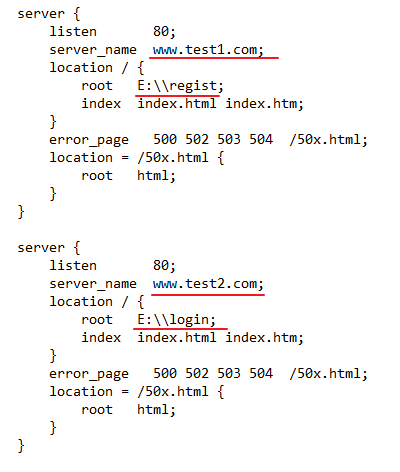 server {
    listen       80;
    server_name  www.test1.com;
    location / {
        root   E:\\regist;
        index  index.html index.htm;
    }
    error_page   500 502 503 504  /50x.html;
    location = /50x.html {
        root   html;
    }
}
server {
    listen       80;
    server_name  www.test2.com;
    location / {
        root   E:\\login;
        index  index.html index.htm;
    }
    error_page   500 502 503 504  /50x.html;
    location = /50x.html {
        root   html;
    }
}